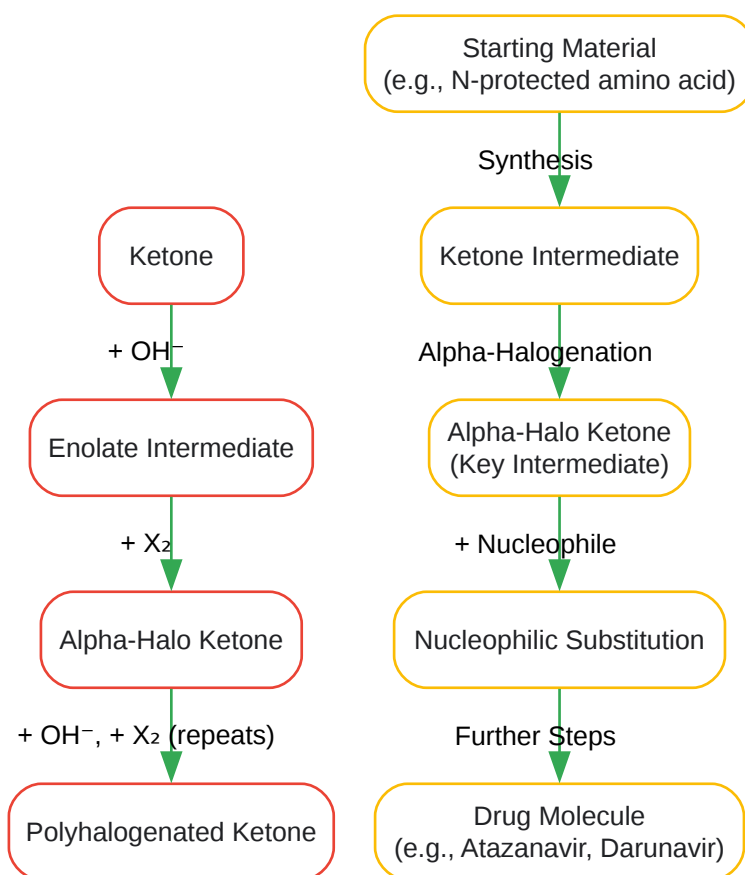 Ketone
+ OH⁻
Enolate Intermediate
+ X₂
Alpha-Halo Ketone
+ OH⁻, + X₂ (repeats)
Polyhalogenated Ketone
Starting Material
(e.g., N-protected amino acid)
Synthesis
Ketone Intermediate
Alpha-Halogenation
Alpha-Halo Ketone
(Key Intermediate)
+ Nucleophile
Nucleophilic Substitution
Further Steps
Drug Molecule
(e.g., Atazanavir, Darunavir)